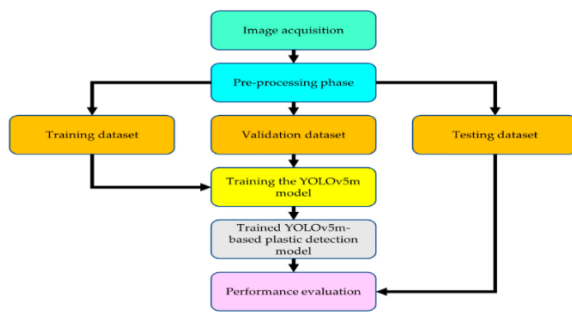 Image acquisition
Pre-processing phase
Training dataset
Validation dataset
Testing dataset
Training the YOLOv5m
model
Trained YOLOv5m-
based plastic detection
model
Performance evaluation